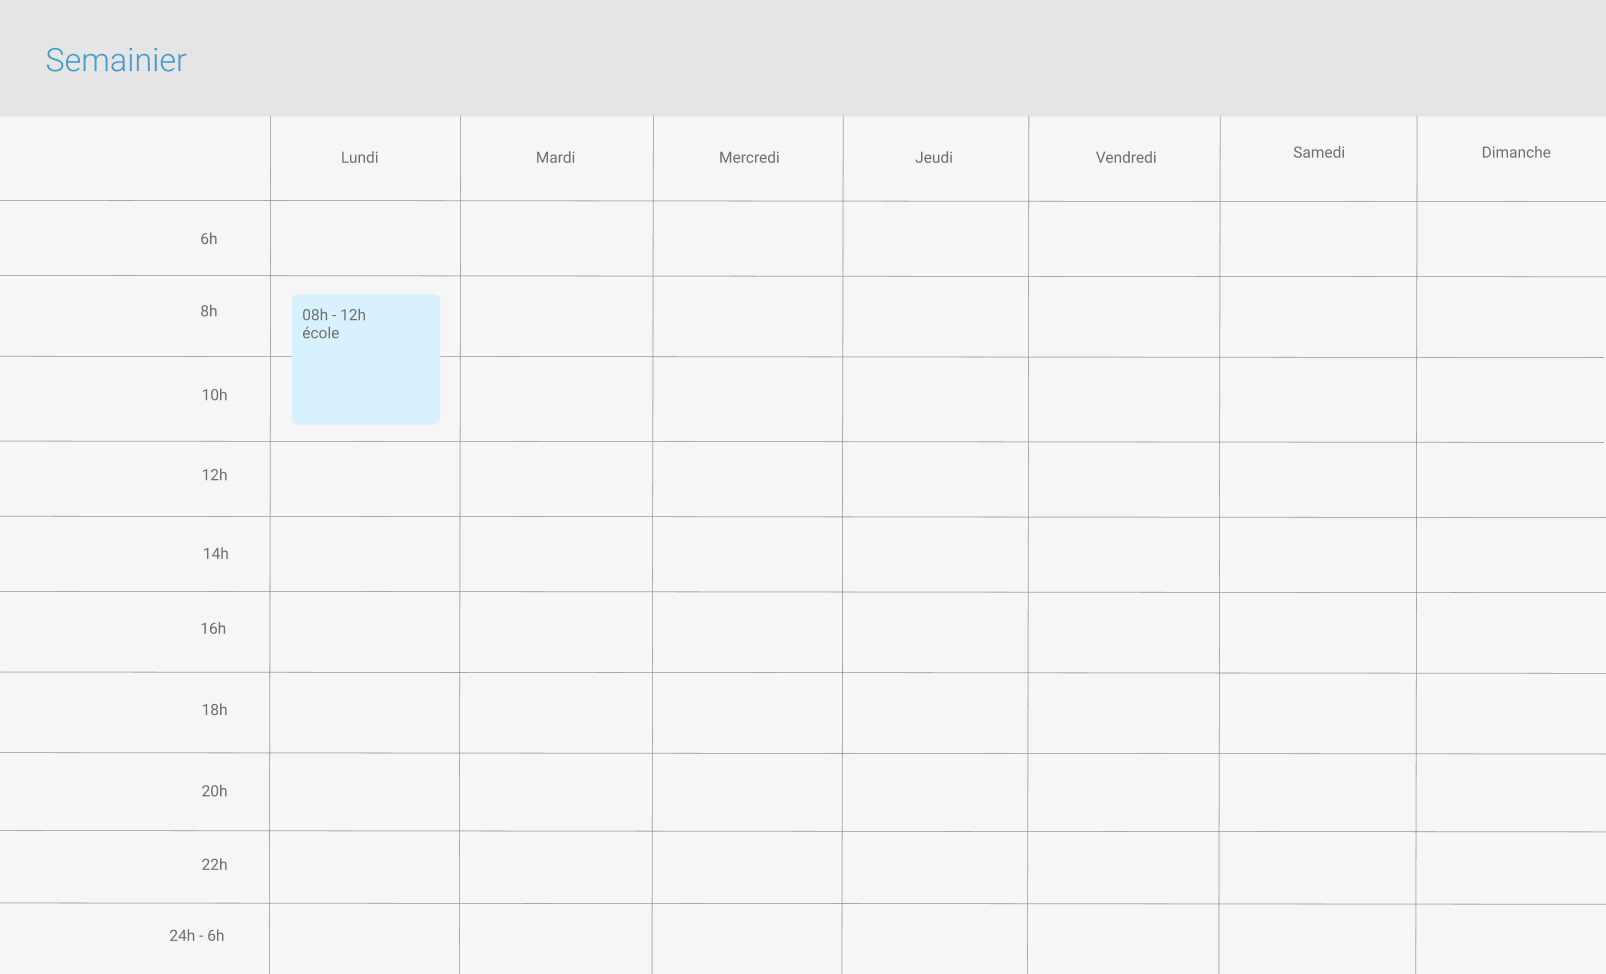 Semainier
Lundi Mardi Mercredi Jeudi Vendredi Samedi Dimanche
6h
8h
08h - 12h
école
10h
12h
14h
16h
18h
20h
22h
24h - 6h